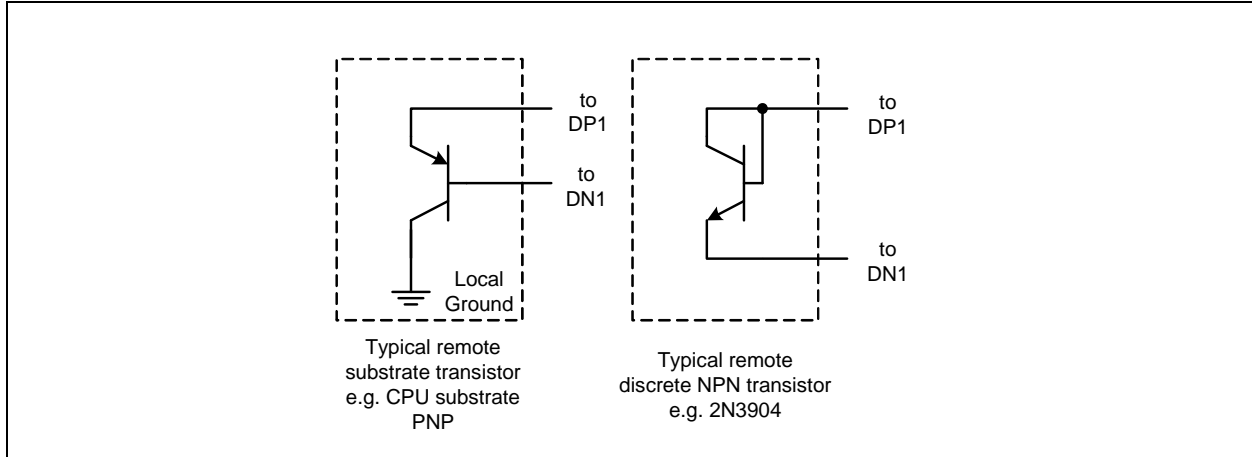 to
DP1
to
DN1
Local
Ground
Typical remote
substrate transistor
e.g. CPU substrate
PNP
to
DP1
to
DN1
Typical remote
discrete NPN transistor
e.g. 2N3904